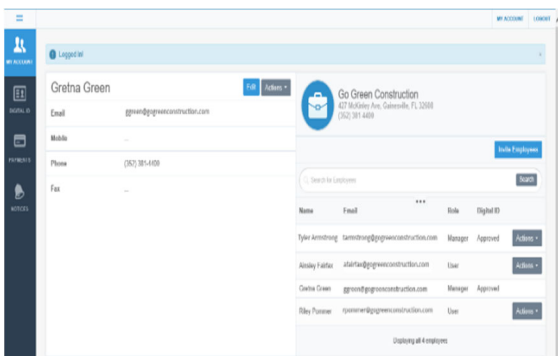 MY ACCOUNT LOGOUT
MY ACCOUNT
Logged in!
DIGITAL ID
PAYMENTS
NOTICES
Gretna Green
Edit Actions
Email ggreen@gogreenconstruction.com
Mobile ...
Phone (352) 381-4400
Fax ...
Go Green Construction
427 McKinley Ave, Gainesville, FL 32608
(352) 381-4400
Invite Employees
Search for Employees Search
Name Email Role Digital ID
Tyler Armstrong tarmstrong@gogreenconstruction.com Manager Approved Actions
Ainsley Fairfax afairfax@gogreenconstruction.com User Actions
Gretna Green ggreen@gogreenconstruction.com Manager Approved
Riley Pommer rpommer@gogreenconstruction.com User Actions
Displaying all 4 employees